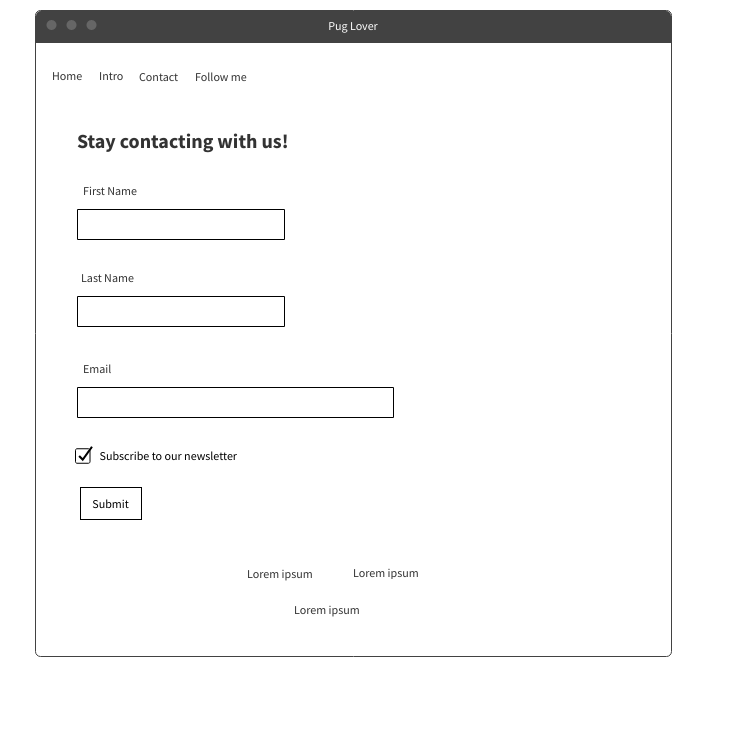 Pug Lover
Home Intro Contact Follow me
Stay contacting with us!
First Name
Last Name
Email
Subscribe to our newsletter
Submit
Lorem ipsum Lorem ipsum
Lorem ipsum